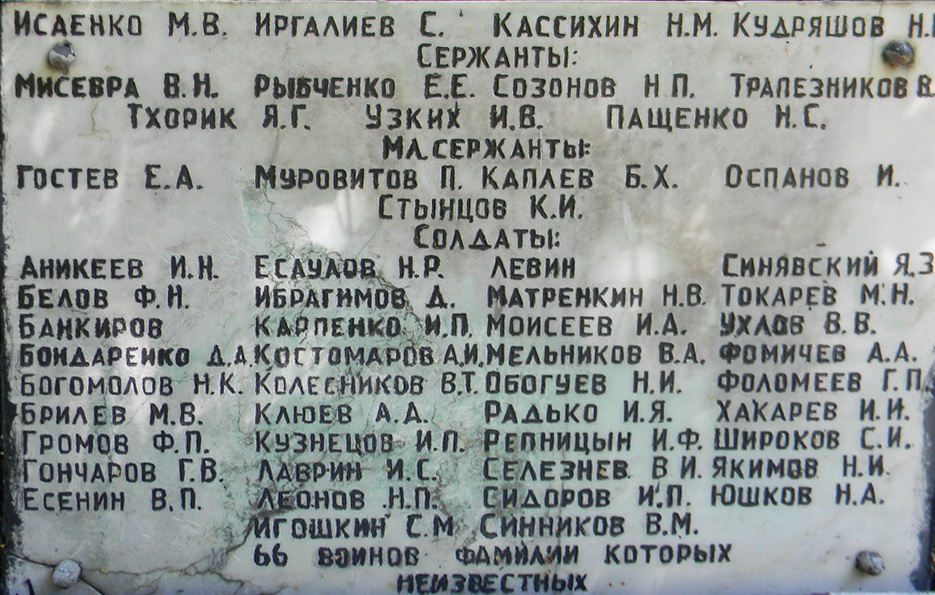 ИСАЕНКО М.В. ИРГАЛИЕВ С. КАССИХИН Н.М. КУДРЯШОВ Н.
СЕРЖАНТЫ:
МИСЕВРА В.Н. РЫБЧЕНКО Е.Е. СОЗОНОВ Н.П. ТРАПЕЗНИКОВ В.
ТХОРИК Я.Г. УЗКИХ И.В. ПАЩЕНКО Н.С.
МЛ.СЕРЖАНТЫ:
ГОСТЕВ Е.А. МУРОВИТОВ П. КАПЛЕВ Б.Х. ОСПАНОВ И.
СТЫНЦОВ К.И.
СОЛДАТЫ:
АНИКЕЕВ И.Н. ЕСАУЛОВ Н.Р. ЛЕВИН СИНЯВСКИЙ Я.З
БЕЛОВ Ф.Н. ИБРАГИМОВ Д. МАТРЕНКИН Н.В. ТОКАРЕВ М.Н.
БАНКИРОВ КАРПЕНКО И.П. МОИСЕЕВ И.А. УХЛОВ В.В.
БОНДАРЕНКО Д.А. КОСТОМАРОВ А.И. МЕЛЬНИКОВ В.А. ФОМИЧЕВ А.А.
БОГОМОЛОВ Н.К. КОЛЕСНИКОВ В.Т. ОБОГУЕВ Н.И. ФОЛОМЕЕВ Г.П.
БРИЛЕВ М.В. КЛЮЕВ А.Д. РАДЬКО И.Я. ХАКАРЕВ И.И.
ГРОМОВ Ф.П. КУЗНЕЦОВ И.П. РЕПНИЦЫН И.Ф. ШИРОКОВ С.И.
ГОНЧАРОВ Г.В. ЛАВРИН И.С. СЕЛЕЗНЕВ В И. ЯКИМОВ Н.И.
ЕСЕНИН В.П. ЛЕОНОВ Н.П. СИДОРОВ И.П. ЮШКОВ Н.А.
ИГОШКИН С.М СИННИКОВ В.М.
66 ВОИНОВ ФАМИЛИИ КОТОРЫХ
НЕИЗВЕСТНЫХ